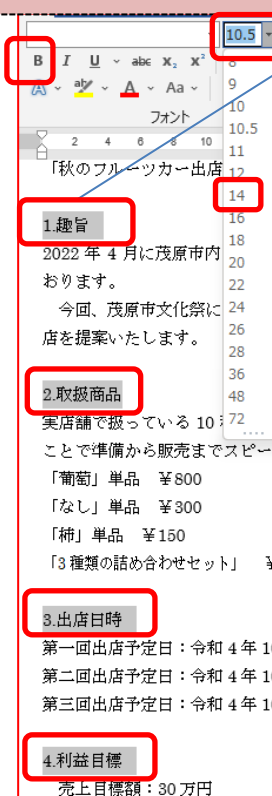 10.5
B I U abc X₂ X²
A ab A Aa
フォント
8
9
10
10.5
11
12
14
16
18
20
22
24
26
28
36
48
72
2 4 6 8 10
「秋のフルーツカー出店
1.趣旨
2022 年 4 月に茂原市内
おります。
今回、茂原市文化祭に
店を提案いたします。
2.取扱商品
実店舗で扱っている 10
ことで準備から販売までスピー
「葡萄」単品 ￥800
「なし」単品 ￥300
「柿」単品 ￥150
「3 種類の詰め合わせセット」 ￥
3.出店日時
第一回出店予定日：令和 4 年 10
第二回出店予定日：令和 4 年 10
第三回出店予定日：令和 4 年 10
4.利益目標
売上目標額：30 万円